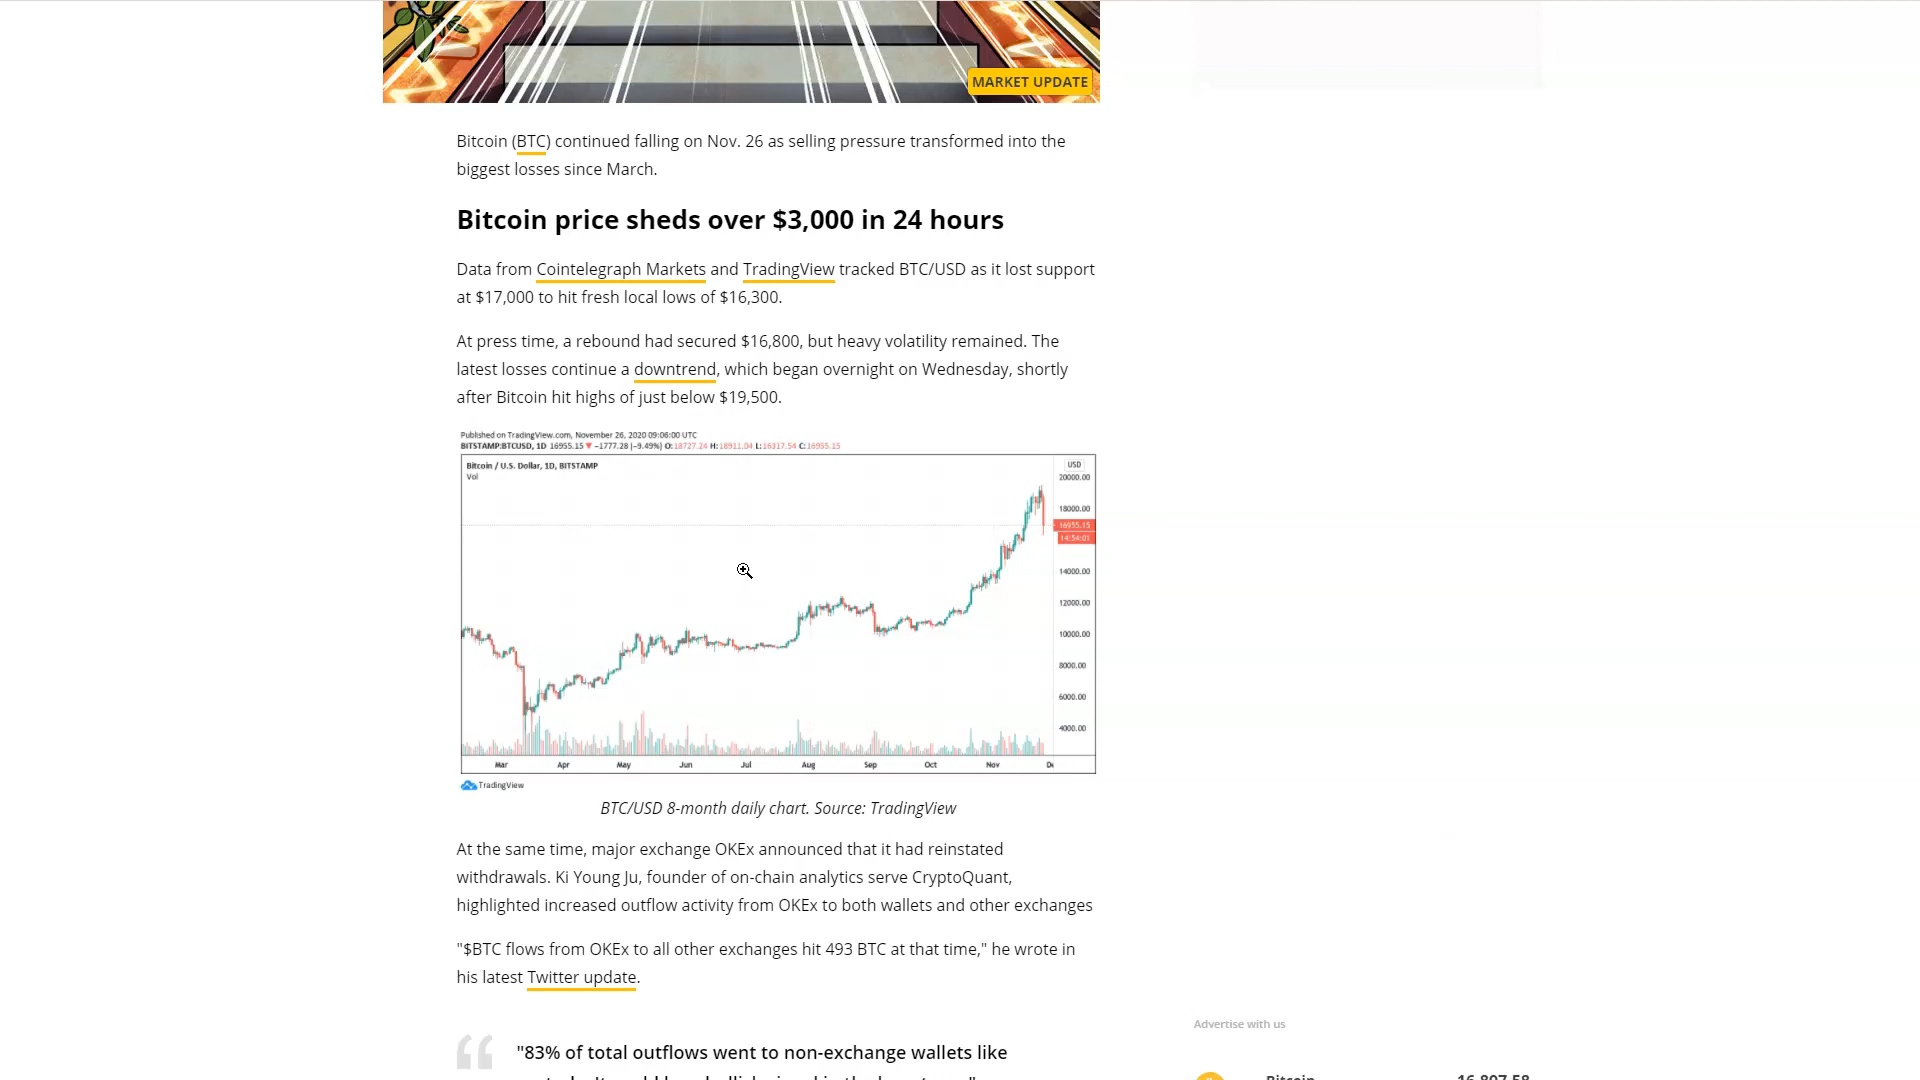 MARKET UPDATE
Bitcoin (BTC) continued falling on Nov. 26 as selling pressure transformed into the
biggest losses since March.
Bitcoin price sheds over $3,000 in 24 hours
Data from Cointelegraph Markets and TradingView tracked BTC/USD as it lost support
at $17,000 to hit fresh local lows of $16,300.
At press time, a rebound had secured $16,800, but heavy volatility remained. The
latest losses continue a downtrend, which began overnight on Wednesday, shortly
after Bitcoin hit highs of just below $19,500.
Published on TradingView.com, November 26, 2020 09:06:00 UTC
BITSTAMP:BTCUSD, 1D 16955.15 ▼ −1777.28 (−9.49%) O:18727.24 H:18911.04 L:16317.54 C:16955.15
Bitcoin / U.S. Dollar, 1D, BITSTAMP
Vol
USD
20000.00
18000.00
16955.15
14:54:01
14000.00
12000.00
10000.00
8000.00
6000.00
4000.00
Mar Apr May Jun Jul Aug Sep Oct Nov
TradingView
BTC/USD 8-month daily chart. Source: TradingView
At the same time, major exchange OKEx announced that it had reinstated
withdrawals. Ki Young Ju, founder of on-chain analytics serve CryptoQuant,
highlighted increased outflow activity from OKEx to both wallets and other exchanges
"$BTC flows from OKEx to all other exchanges hit 493 BTC at that time," he wrote in
his latest Twitter update.
Advertise with us
"83% of total outflows went to non-exchange wallets like
Bitcoin 16,807.58